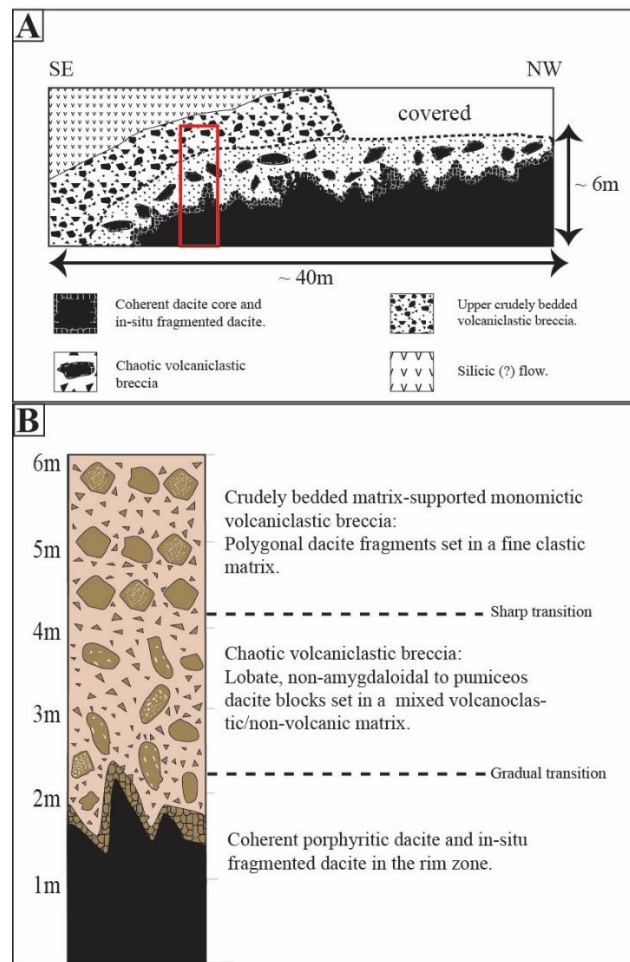 A
SE
NW
covered
~ 6m
~ 40m
Coherent dacite core and
in-situ fragmented dacite.
Upper crudely bedded
volcaniclastic breccia.
Chaotic volcaniclastic
breccia
Silicic (?) flow.
B
6m
Crudely bedded matrix-supported monomictic
volcaniclastic breccia:
5m
Polygonal dacite fragments set in a fine clastic
matrix.
Sharp transition
4m
Chaotic volcaniclastic breccia:
Lobate, non-amygdaloidal to pumiceos
3m
dacite blocks set in a mixed volcanoclas-
tic/non-volcanic matrix.
Gradual transition
2m
Coherent porphyritic dacite and in-situ
fragmented dacite in the rim zone.
1m